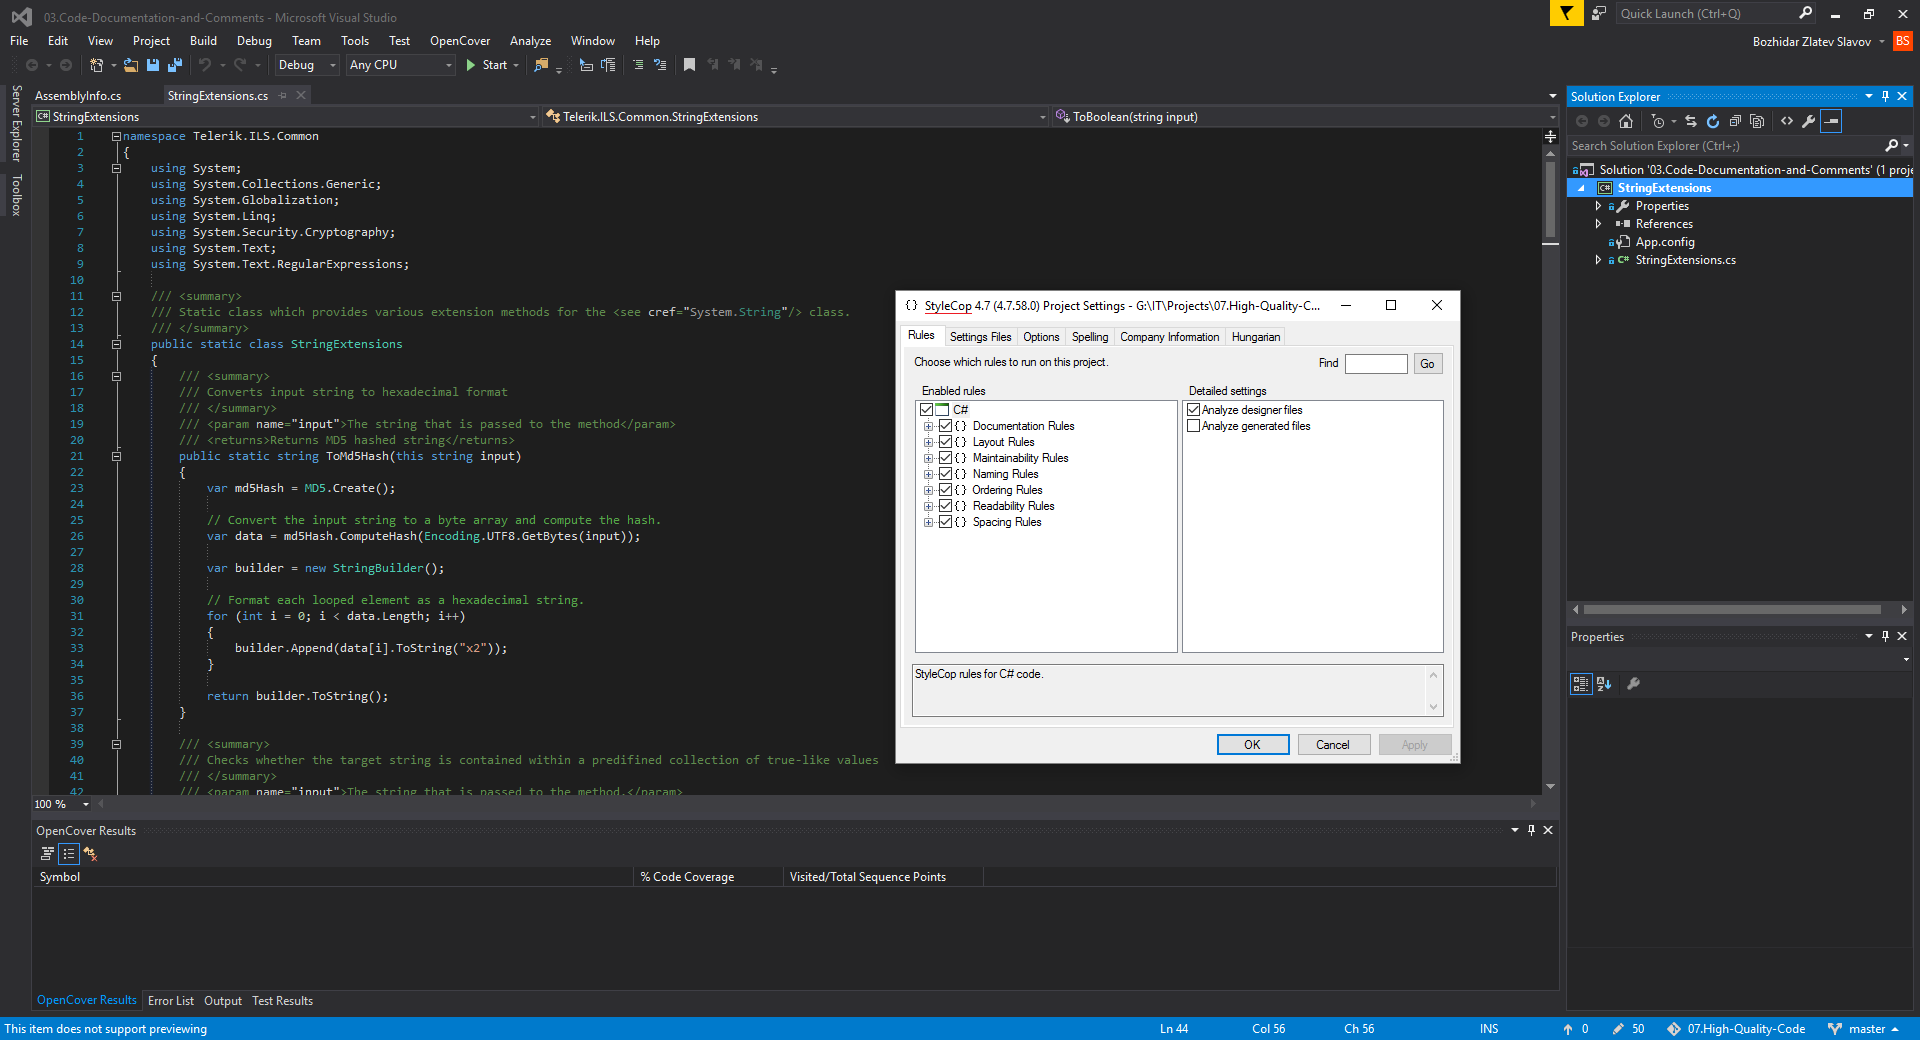 03.Code-Documentation-and-Comments - Microsoft Visual Studio
Quick Launch (Ctrl+Q)
File Edit View Project Build Debug Team Tools Test OpenCover Analyze Window Help
Bozhidar Zlatev Slavov BS
Debug Any CPU Start
Server Explorer
Toolbox
AssemblyInfo.cs StringExtensions.cs
C# StringExtensions Telerik.ILS.Common.StringExtensions ToBoolean(string input)
1 namespace Telerik.ILS.Common
2 {
3 using System;
4 using System.Collections.Generic;
5 using System.Globalization;
6 using System.Linq;
7 using System.Security.Cryptography;
8 using System.Text;
9 using System.Text.RegularExpressions;
10
11 /// <summary>
12 /// Static class which provides various extension methods for the <see cref="System.String"/> class.
13 /// </summary>
14 public static class StringExtensions
15 {
16 /// <summary>
17 /// Converts input string to hexadecimal format
18 /// </summary>
19 /// <param name="input">The string that is passed to the method</param>
20 /// <returns>Returns MD5 hashed string</returns>
21 public static string ToMd5Hash(this string input)
22 {
23 var md5Hash = MD5.Create();
24
25 // Convert the input string to a byte array and compute the hash.
26 var data = md5Hash.ComputeHash(Encoding.UTF8.GetBytes(input));
27
28 var builder = new StringBuilder();
29
30 // Format each looped element as a hexadecimal string.
31 for (int i = 0; i < data.Length; i++)
32 {
33 builder.Append(data[i].ToString("x2"));
34 }
35
36 return builder.ToString();
37 }
38
39 /// <summary>
40 /// Checks whether the target string is contained within a predifined collection of true-like values
41 /// </summary>
42 /// <param name="input">The string that is passed to the method.</param>
100 %
StyleCop 4.7 (4.7.58.0) Project Settings - G:\IT\Projects\07.High-Quality-C...
Rules Settings Files Options Spelling Company Information Hungarian
Choose which rules to run on this project. Find Go
Enabled rules
C#
Documentation Rules
Layout Rules
Maintainability Rules
Naming Rules
Ordering Rules
Readability Rules
Spacing Rules
Detailed settings
Analyze designer files
Analyze generated files
StyleCop rules for C# code.
OK Cancel Apply
Solution Explorer
Search Solution Explorer (Ctrl+;)
Solution '03.Code-Documentation-and-Comments' (1 proje
C# StringExtensions
Properties
References
App.config
C# StringExtensions.cs
Properties
OpenCover Results
Symbol % Code Coverage Visited/Total Sequence Points
OpenCover Results Error List Output Test Results
This item does not support previewing Ln 44 Col 56 Ch 56 INS 0 50 07.High-Quality-Code master